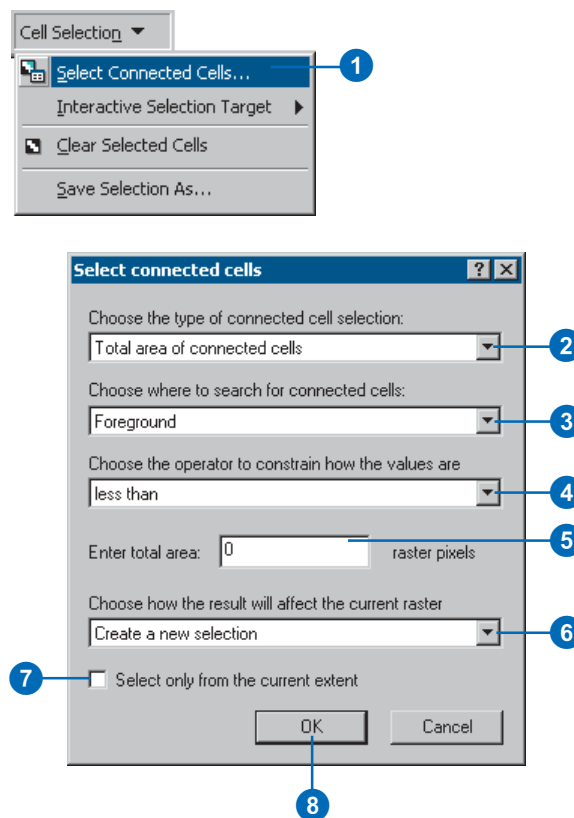 Cell Selection
Select Connected Cells...
1
Interactive Selection Target
Clear Selected Cells
Save Selection As...
Select connected cells
?
Choose the type of connected cell selection:
Total area of connected cells
2
Choose where to search for connected cells:
Foreground
3
Choose the operator to constrain how the values are
less than
4
Enter total area: 0 raster pixels
5
Choose how the result will affect the current raster
Create a new selection
6
7
Select only from the current extent
OK Cancel
8